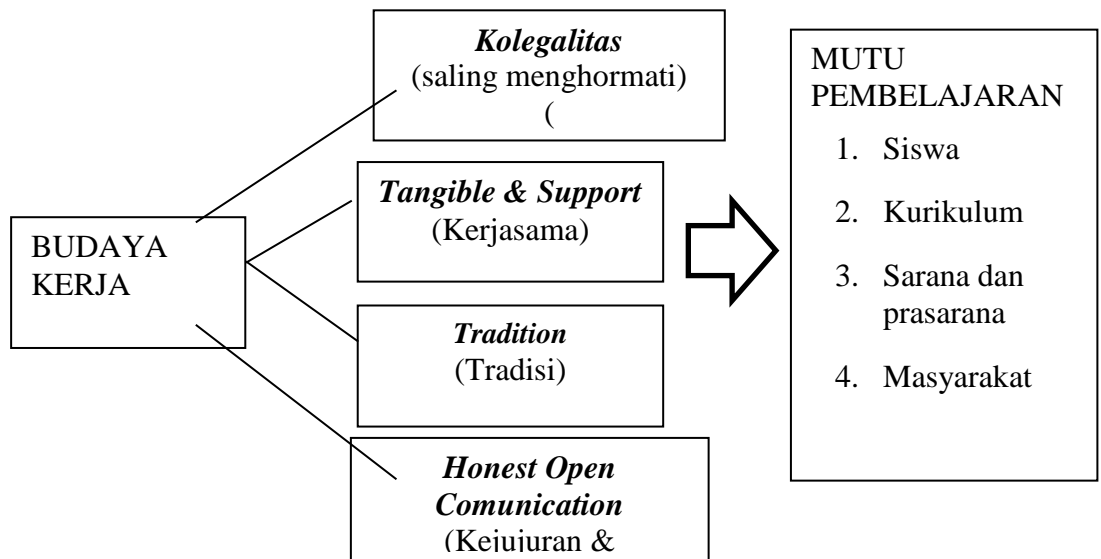 BUDAYA
KERJA
Kolegalitas
(saling menghormati)
(
Tangible & Support
(Kerjasama)
Tradition
(Tradisi)
Honest Open
Comunication
(Kejujuran &
MUTU
PEMBELAJARAN
1. Siswa
2. Kurikulum
3. Sarana dan
prasarana
4. Masyarakat